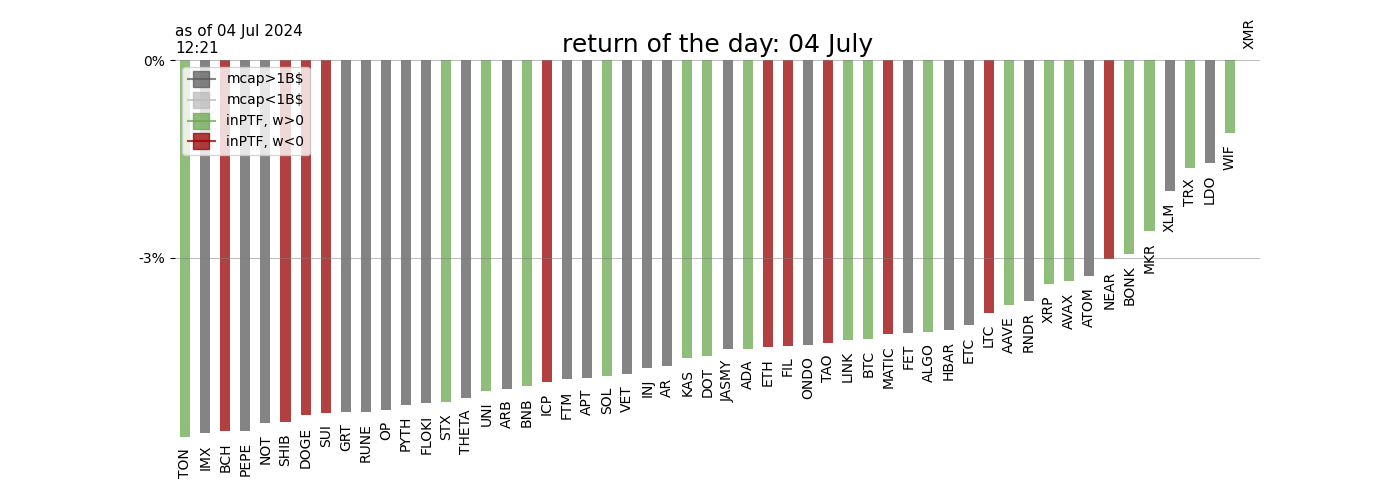 as of 04 Jul 2024
12:21
return of the day: 04 July
XMR
0%
mcap>1B$
mcap<1B$
inPTF, w>0
inPTF, w<0
-3%
TON
IMX
BCH
PEPE
NOT
SHIB
DOGE
SUI
GRT
RUNE
OP
PYTH
FLOKI
STX
THETA
UNI
ARB
BNB
ICP
FTM
APT
SOL
VET
INJ
AR
KAS
DOT
JASMY
ADA
ETH
FIL
ONDO
TAO
LINK
BTC
MATIC
FET
ALGO
HBAR
ETC
LTC
AAVE
RNDR
XRP
AVAX
ATOM
NEAR
BONK
MKR
XLM
TRX
LDO
WIF